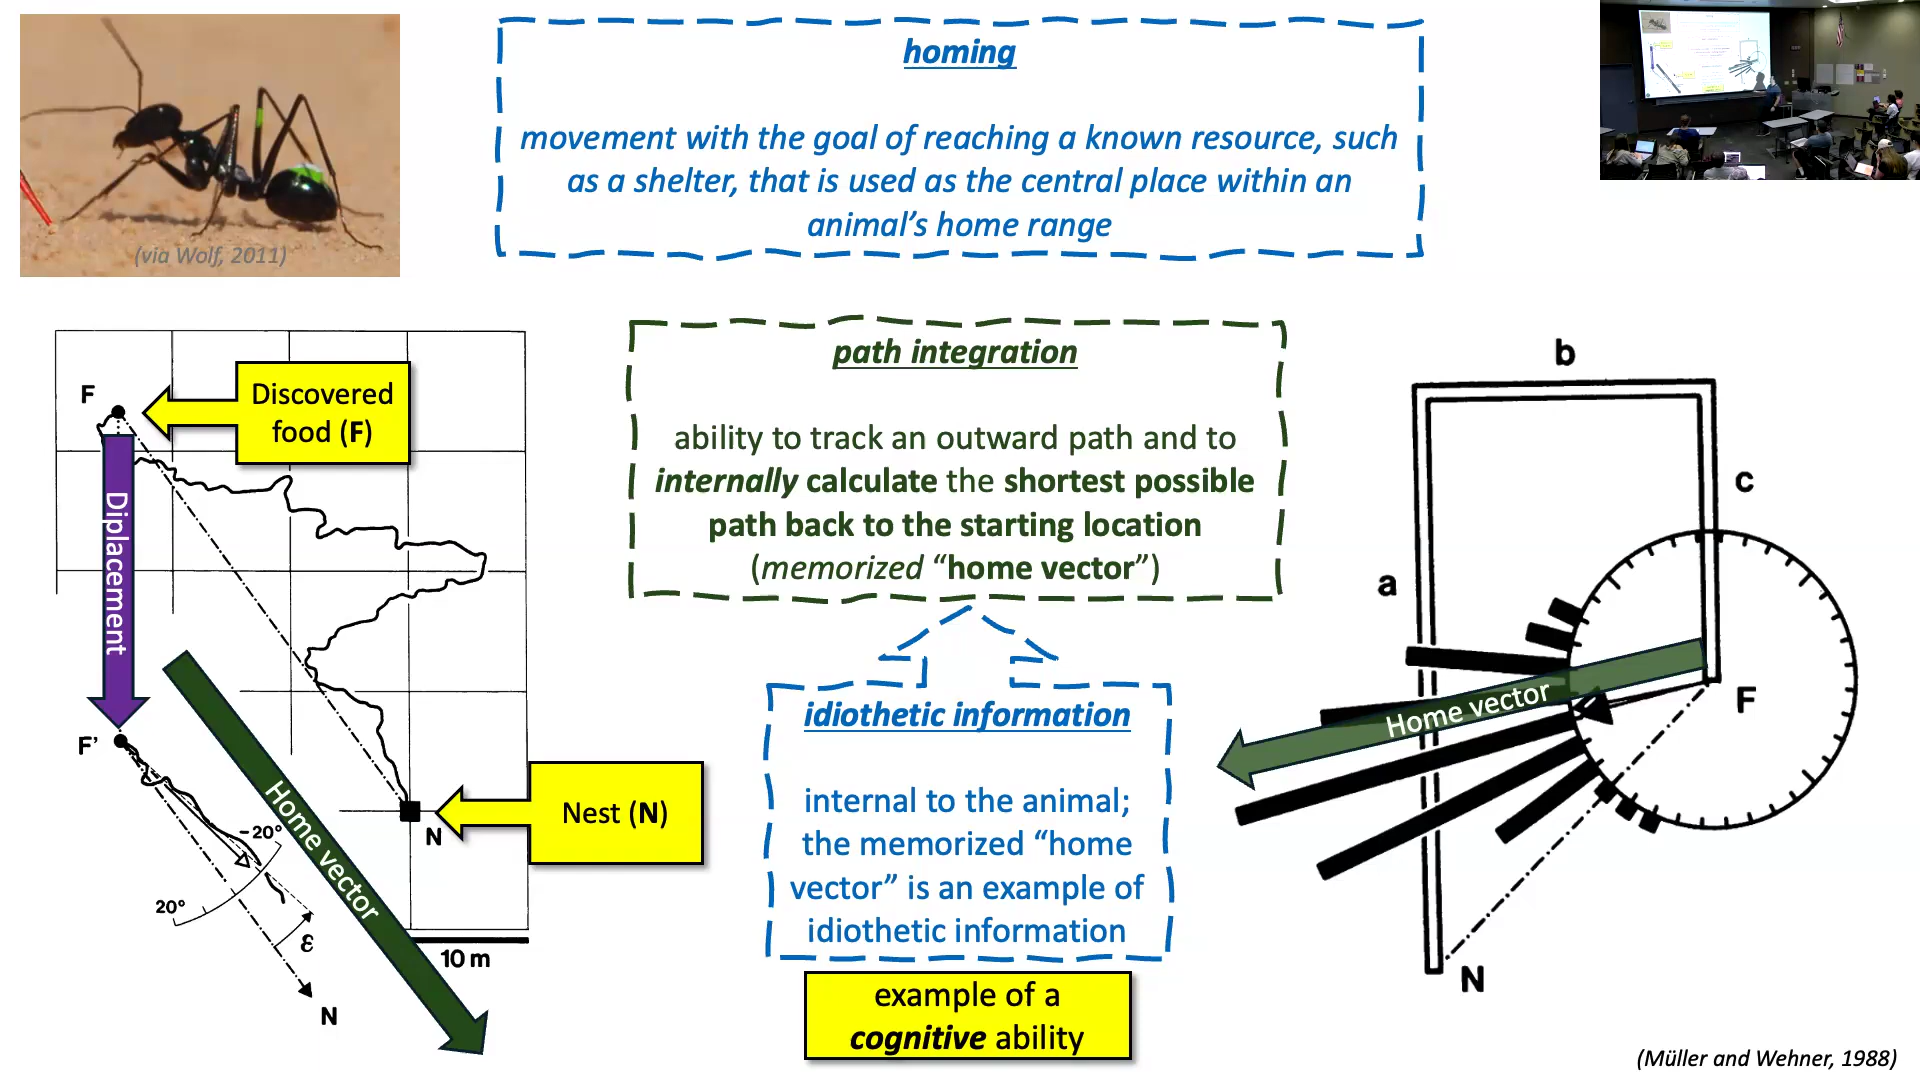 (via Wolf, 2011)
homing
movement with the goal of reaching a known resource, such
as a shelter, that is used as the central place within an
animal's home range
F
Discovered
food (F)
Diplacement
F'
Home vector
-20°
20°
ε
N
N
Nest (N)
10 m
path integration
ability to track an outward path and to
internally calculate the shortest possible
path back to the starting location
(memorized “home vector”)
idiothetic information
internal to the animal;
the memorized “home
vector” is an example of
idiothetic information
example of a
cognitive ability
b
c
a
Home vector
F
N
(Müller and Wehner, 1988)